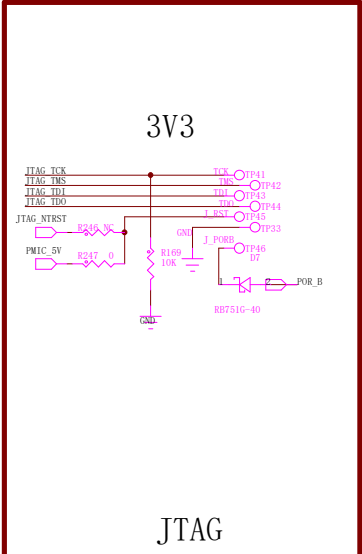 3V3
JTAG_TCK TCK TP41
JTAG_TMS TMS TP42
JTAG_TDI TDI TP43
JTAG_TDO TDO TP44
JTAG_NTRST J_RST TP45
R246 NC GND TP33
PMIC_5V J_PORB TP46
R247 0 R169 D7
10K
1 2 POR_B
RB751G-40
GND
JTAG